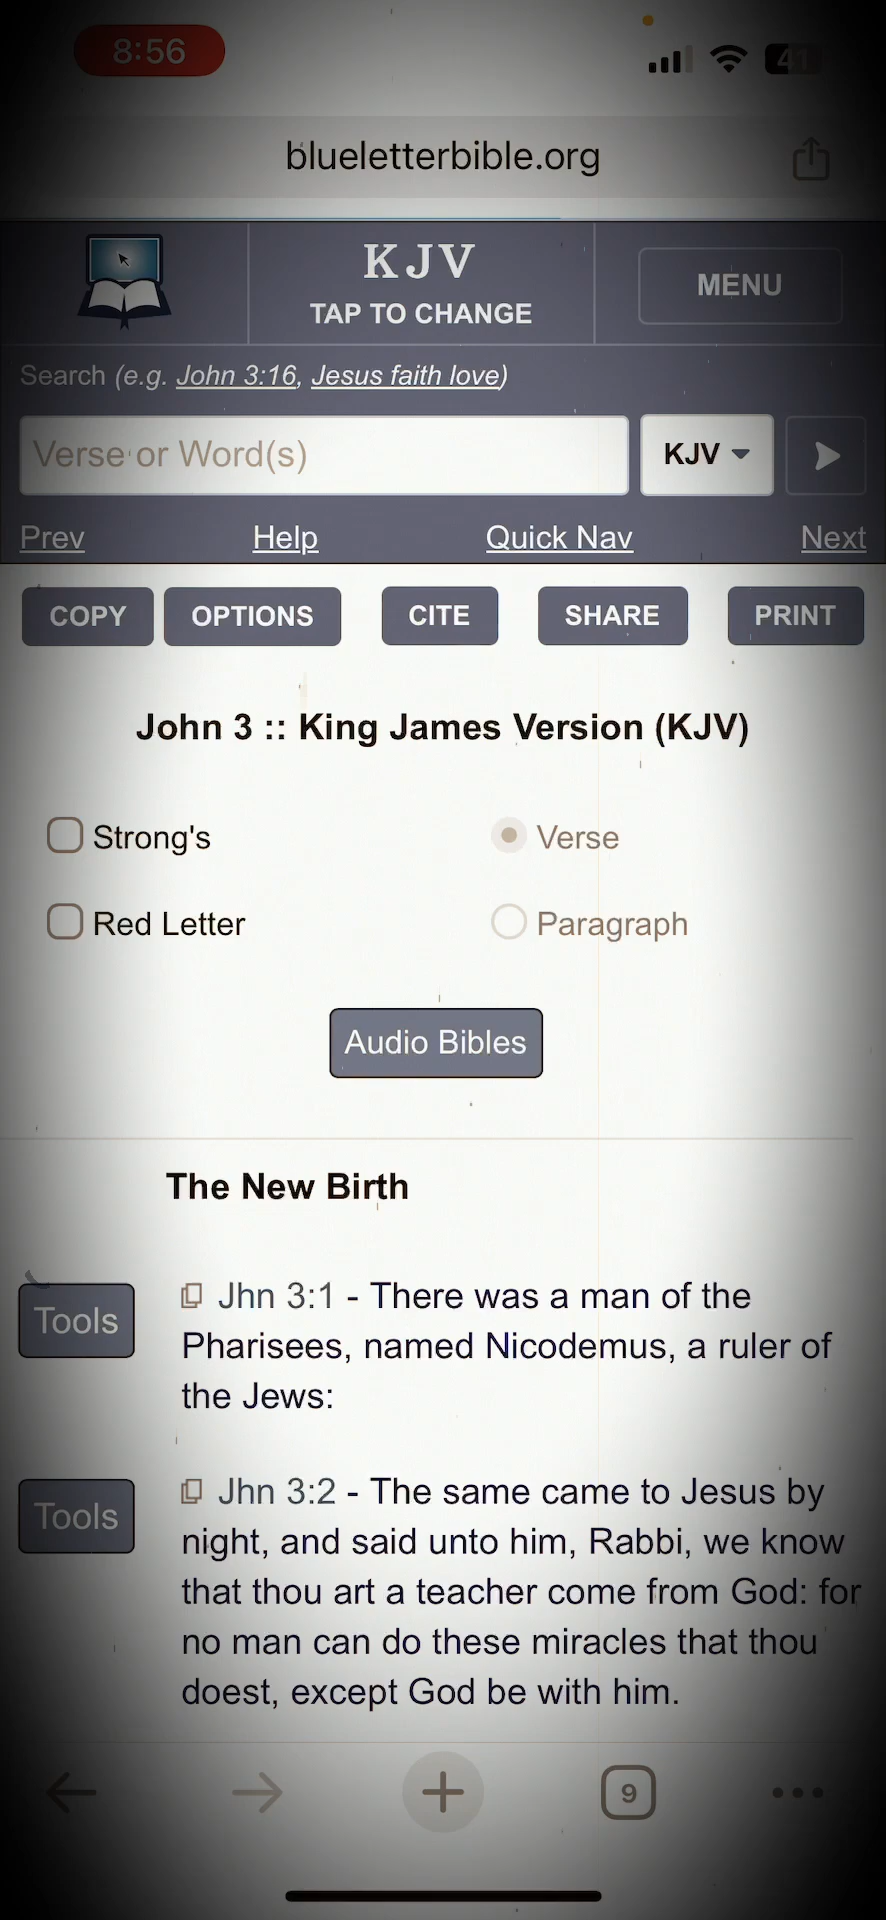 8:56
41
blueletterbible.org
KJV
TAP TO CHANGE
MENU
Search (e.g. John 3:16, Jesus faith love)
Verse or Word(s)
KJV
Prev Help Quick Nav Next
COPY OPTIONS CITE SHARE PRINT
John 3 :: King James Version (KJV)
Strong's Verse
Red Letter Paragraph
Audio Bibles
The New Birth
Tools
Jhn 3:1 - There was a man of the
Pharisees, named Nicodemus, a ruler of
the Jews:
Tools
Jhn 3:2 - The same came to Jesus by
night, and said unto him, Rabbi, we know
that thou art a teacher come from God: for
no man can do these miracles that thou
doest, except God be with him.
9